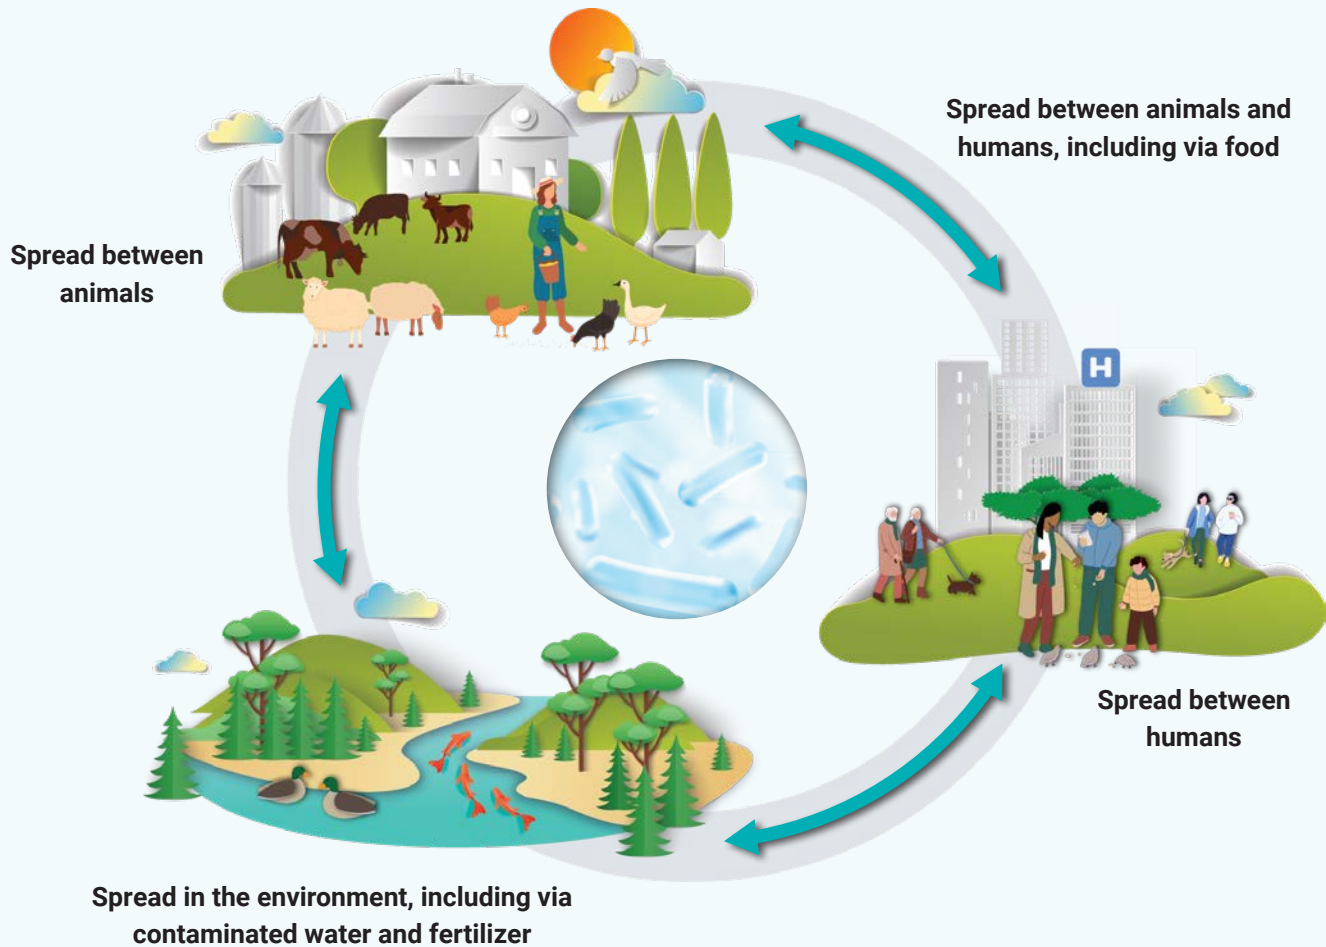 Spread between animals and
humans, including via food
Spread between
animals
H
Spread between
humans
Spread in the environment, including via
contaminated water and fertilizer